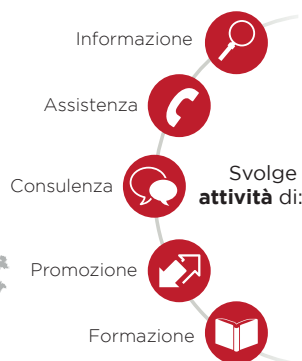 Informazione
Assistenza
Consulenza
Svolge
attività di:
Promozione
Formazione